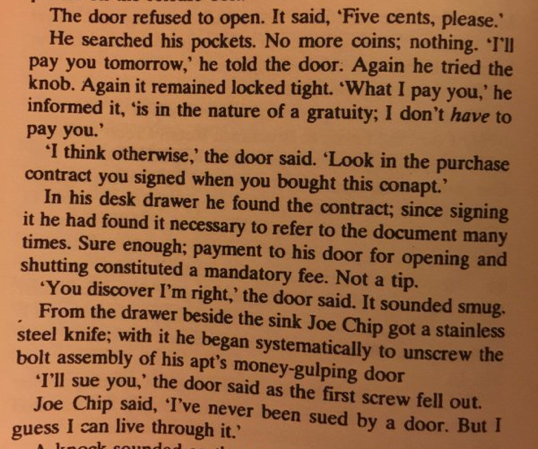 The door refused to open. It said, ‘Five cents, please.’
He searched his pockets. No more coins; nothing. ‘I’ll
pay you tomorrow,’ he told the door. Again he tried the
knob. Again it remained locked tight. ‘What I pay you,’ he
informed it, ‘is in the nature of a gratuity; I don’t have to
pay you.’
‘I think otherwise,’ the door said. ‘Look in the purchase
contract you signed when you bought this conapt.’
In his desk drawer he found the contract; since signing
it he had found it necessary to refer to the document many
times. Sure enough; payment to his door for opening and
shutting constituted a mandatory fee. Not a tip.
‘You discover I’m right,’ the door said. It sounded smug.
From the drawer beside the sink Joe Chip got a stainless
steel knife; with it he began systematically to unscrew the
bolt assembly of his apt’s money-gulping door
‘I’ll sue you,’ the door said as the first screw fell out.
Joe Chip said, ‘I’ve never been sued by a door. But I
guess I can live through it.’